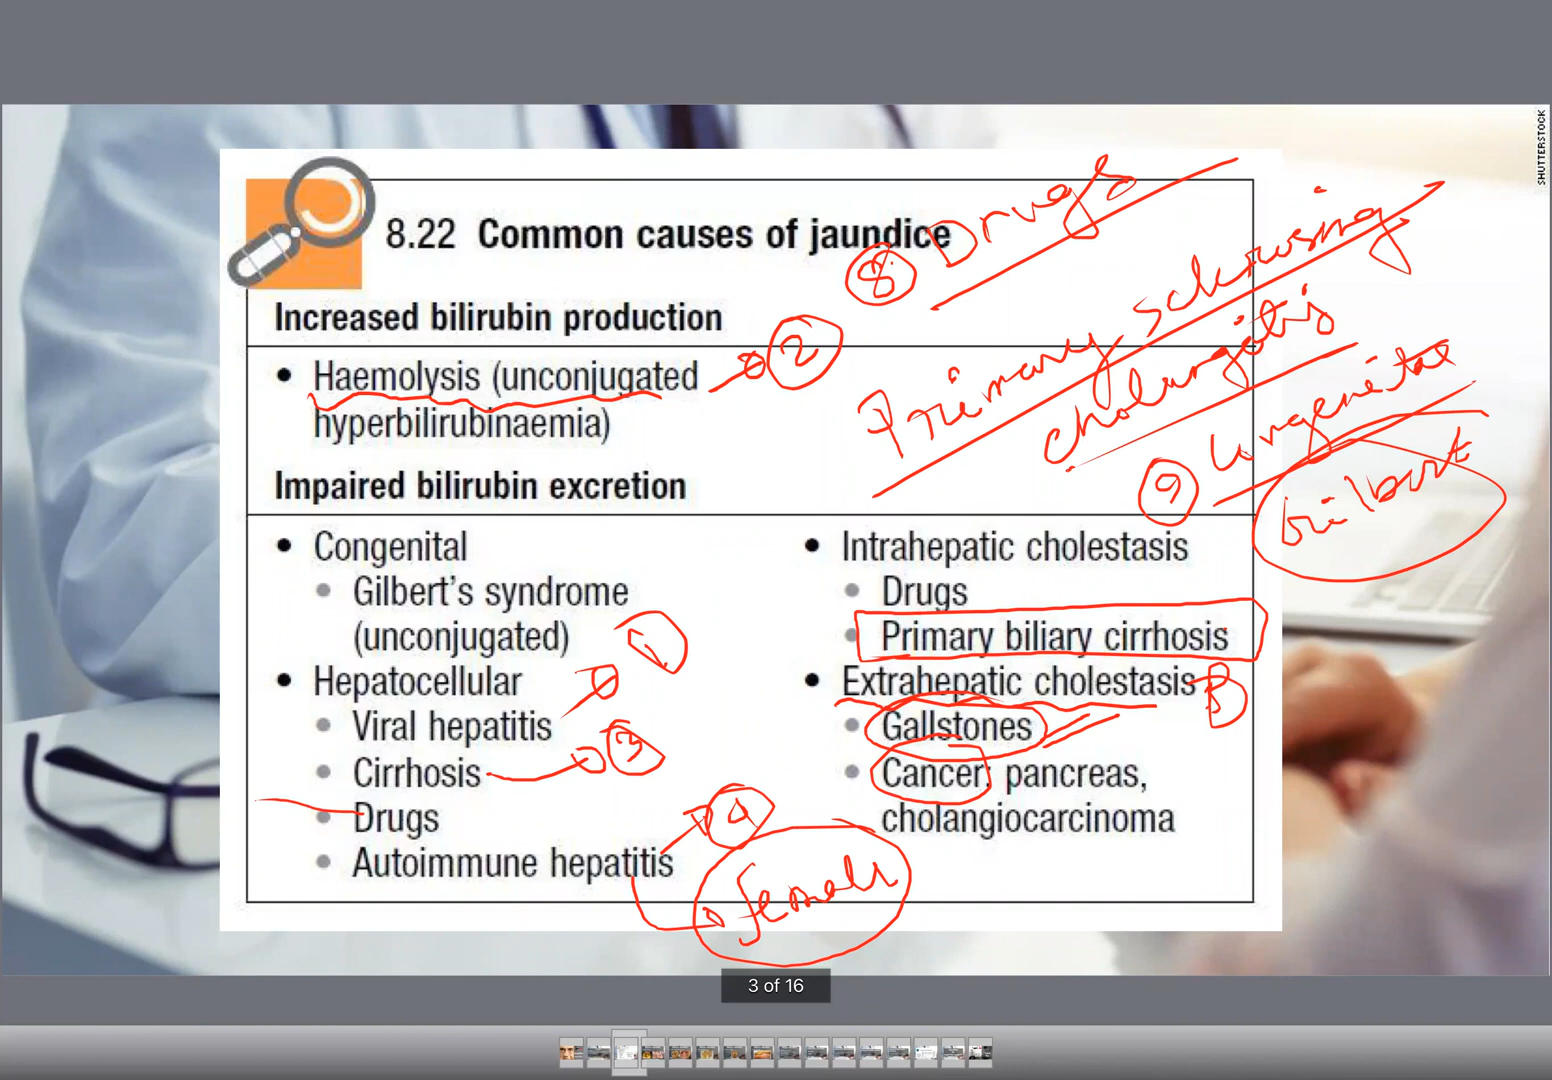 SHUTTERSTOCK
8.22 Common causes of jaundice
8 Drugs
Increased bilirubin production
Primary sclerosing
cholangitis
2
• Haemolysis (unconjugated
hyperbilirubinaemia)
9 Congenital
Gilbert
Impaired bilirubin excretion
• Congenital
• Gilbert's syndrome
(unconjugated)
1
• Hepatocellular
• Viral hepatitis
3
• Cirrhosis
• Drugs
4
• Autoimmune hepatitis
female
• Intrahepatic cholestasis
• Drugs
• Primary biliary cirrhosis
• Extrahepatic cholestasis
B
• Gallstones
• Cancer: pancreas,
cholangiocarcinoma
3 of 16